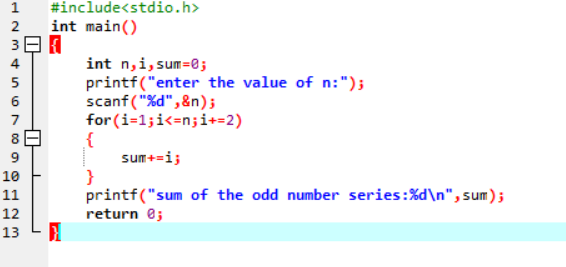 1 #include<stdio.h>
2 int main()
3 {
4 int n,i,sum=0;
5 printf("enter the value of n:");
6 scanf("%d",&n);
7 for(i=1;i<=n;i+=2)
8 {
9 sum+=i;
10 }
11 printf("sum of the odd number series:%d\n",sum);
12 return 0;
13 }